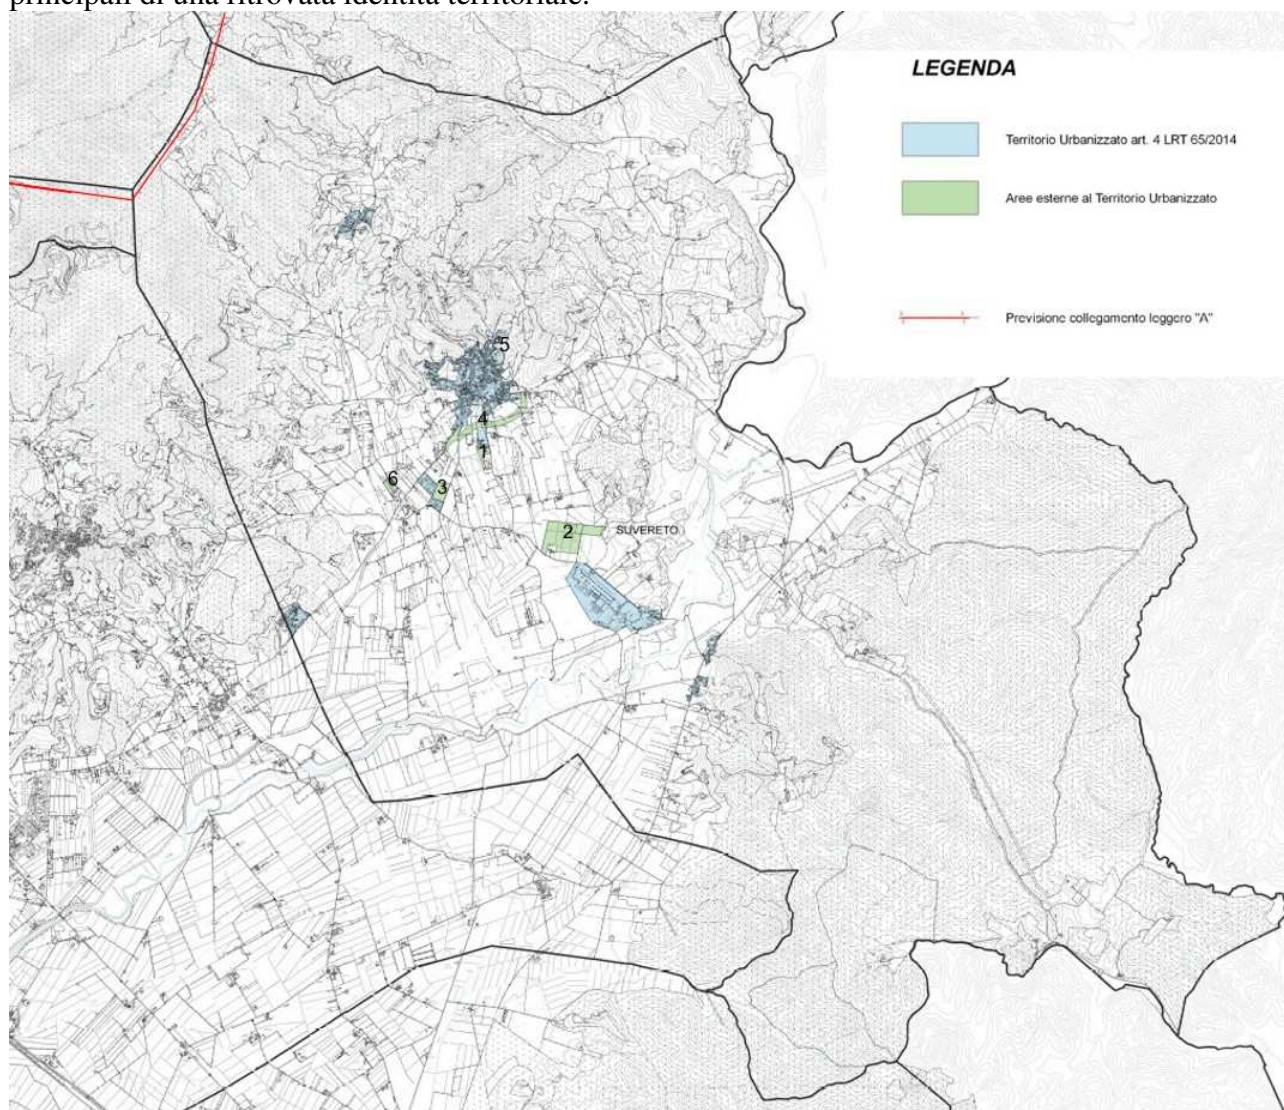 principali di una ritrovata identità territoriale.
LEGENDA
Territorio Urbanizzato art. 4 LRT 65/2014
Aree esterne al Territorio Urbanizzato
Previsione collegamento leggero "A"
5
4
1
6
3
2
SUVERETO